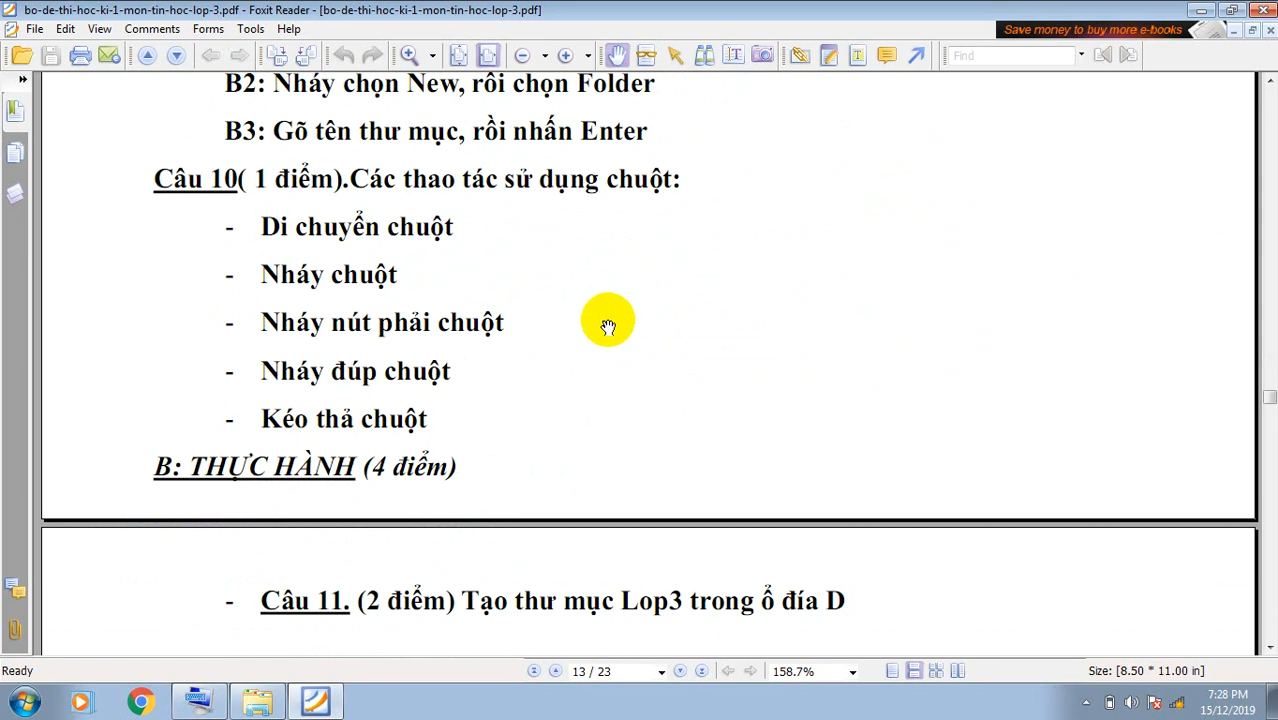 bo-de-thi-hoc-ki-1-mon-tin-hoc-lop-3.pdf - Foxit Reader - [bo-de-thi-hoc-ki-1-mon-tin-hoc-lop-3.pdf]
File Edit View Comments Forms Tools Help
Save money to buy more e-books
Find
B2: Nháy chọn New, rôi chọn Folder
B3: Gõ tên thư mục, rồi nhấn Enter
Câu 10( 1 điểm).Các thao tác sử dụng chuột:
- Di chuyển chuột
- Nháy chuột
- Nháy nút phải chuột
- Nháy đúp chuột
- Kéo thả chuột
B: THỰC HÀNH (4 điểm)
- Câu 11. (2 điểm) Tạo thư mục Lop3 trong ổ đía D
Ready
13 / 23
158.7%
Size: [8.50 * 11.00 in]
7:28 PM
15/12/2019